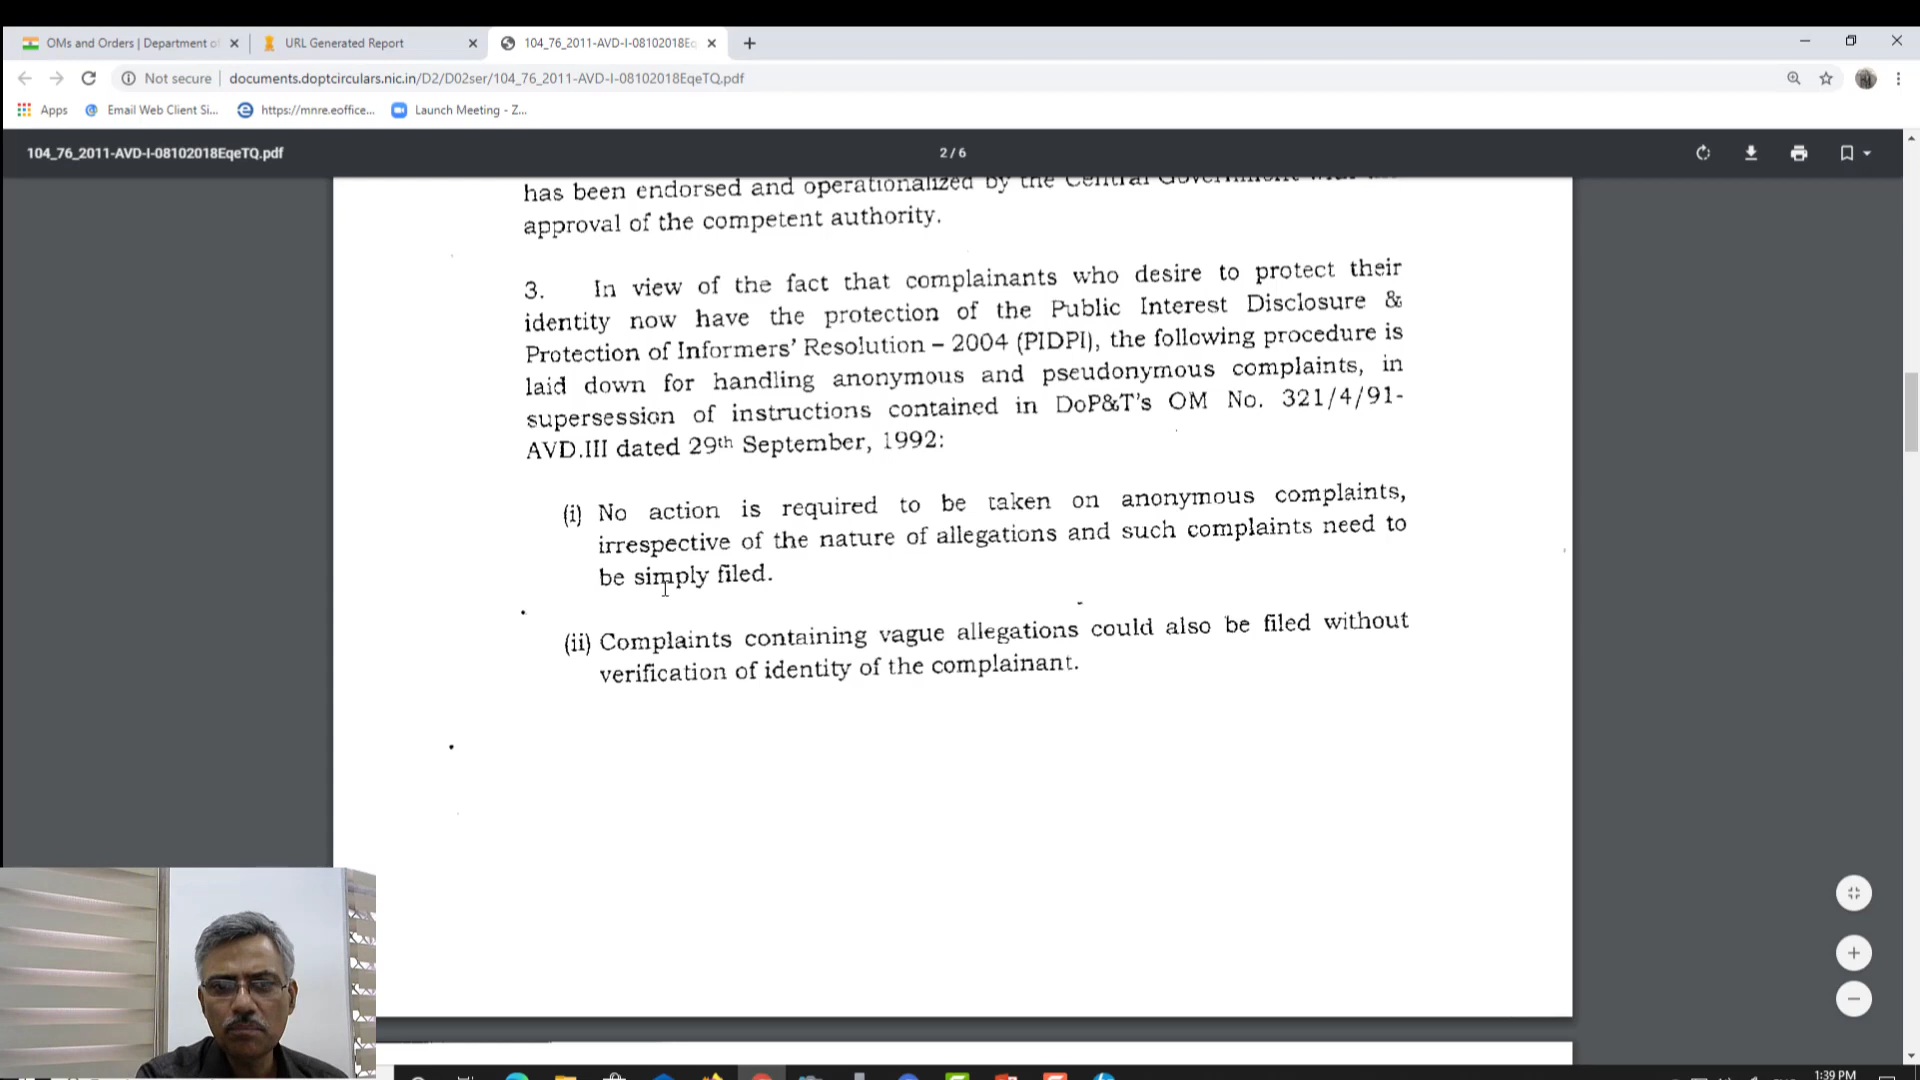 OMs and Orders | Department of
URL Generated Report
104_76_2011-AVD-I-08102018Eq
Not secure
documents.doptcirculars.nic.in/D2/D02ser/104_76_2011-AVD-I-08102018EqeTQ.pdf
Apps
Email Web Client Si...
https://mnre.eoffice...
Launch Meeting - Z...
104_76_2011-AVD-I-08102018EqeTQ.pdf
2 / 6
has been endorsed and operationalized by the Central Government
approval of the competent authority.
3. In view of the fact that complainants who desire to protect their
identity now have the protection of the Public Interest Disclosure &
Protection of Informers' Resolution – 2004 (PIDPI), the following procedure is
laid down for handling anonymous and pseudonymous complaints, in
supersession of instructions contained in DoP&T's OM No. 321/4/91-
AVD.III dated 29th September, 1992:
(i) No action is required to be taken on anonymous complaints,
irrespective of the nature of allegations and such complaints need to
be simply filed.
(ii) Complaints containing vague allegations could also be filed without
verification of identity of the complainant.
1:39 PM